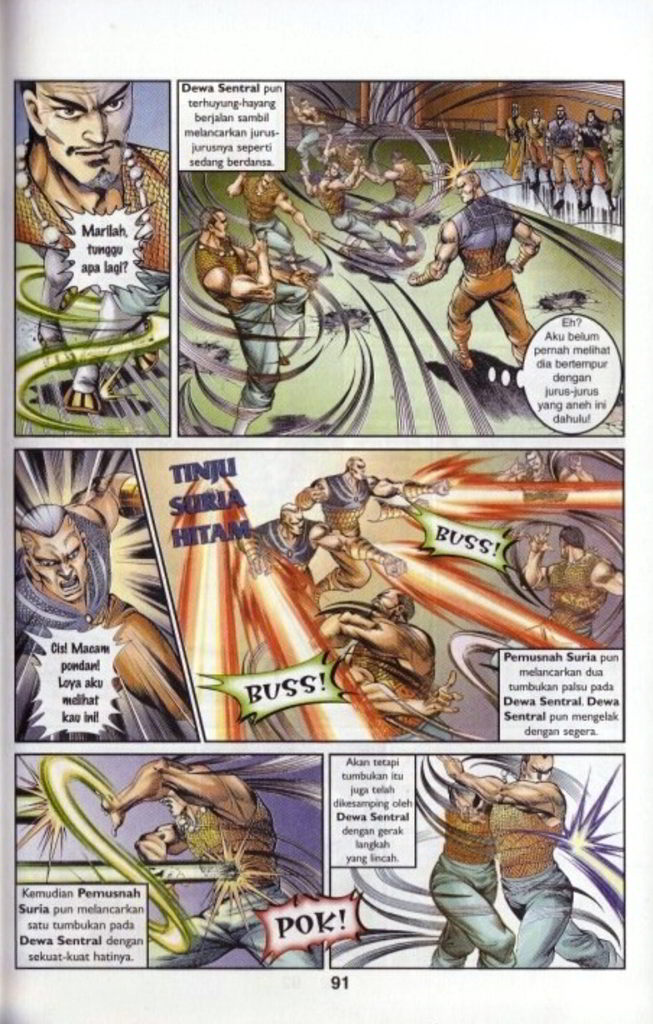 Marilah,
tunggu
apa lagi?
Dewa Sentral pun
terhuyung-hayang
berjalan sambil
melancarkan jurus-
jurusnya seperti
sedang berdansa.
Eh?
Aku belum
pernah melihat
dia bertempur
dengan
jurus-jurus
yang aneh ini
dahulu!
Cis! Macam
pondan!
Loya aku
melihat
kau ini!
TINJU
SURIA
HITAM
BUSS!
BUSS!
Pemusnah Suria pun
melancarkan dua
tumbukan palsu pada
Dewa Sentral. Dewa
Sentral pun mengelak
dengan segera.
Kemudian Pemusnah
Suria pun melancarkan
satu tumbukan pada
Dewa Sentral dengan
sekuat-kuat hatinya.
POK!
Akan tetapi
tumbukan itu
juga telah
dikesamping oleh
Dewa Sentral
dengan gerak
langkah
yang lincah.
91